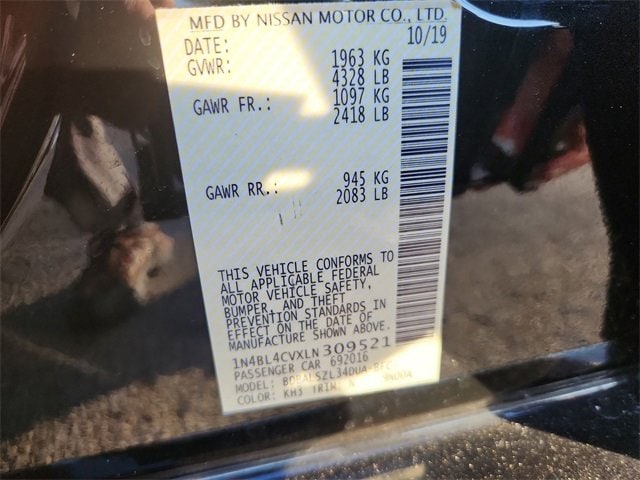 MFD BY NISSAN MOTOR CO., LTD.
DATE: 10/19
GVWR: 1963 KG
4328 LB
GAWR FR.: 1097 KG
2418 LB
GAWR RR.: 945 KG
2083 LB
THIS VEHICLE CONFORMS TO
ALL APPLICABLE FEDERAL
MOTOR VEHICLE SAFETY,
BUMPER, AND THEFT
PREVENTION STANDARDS IN
EFFECT ON THE DATE OF
MANUFACTURE SHOWN ABOVE.
1N4BL4CVXLN309521
PASSENGER CAR 692016
MODEL:
COLOR: KH3 TRIM: